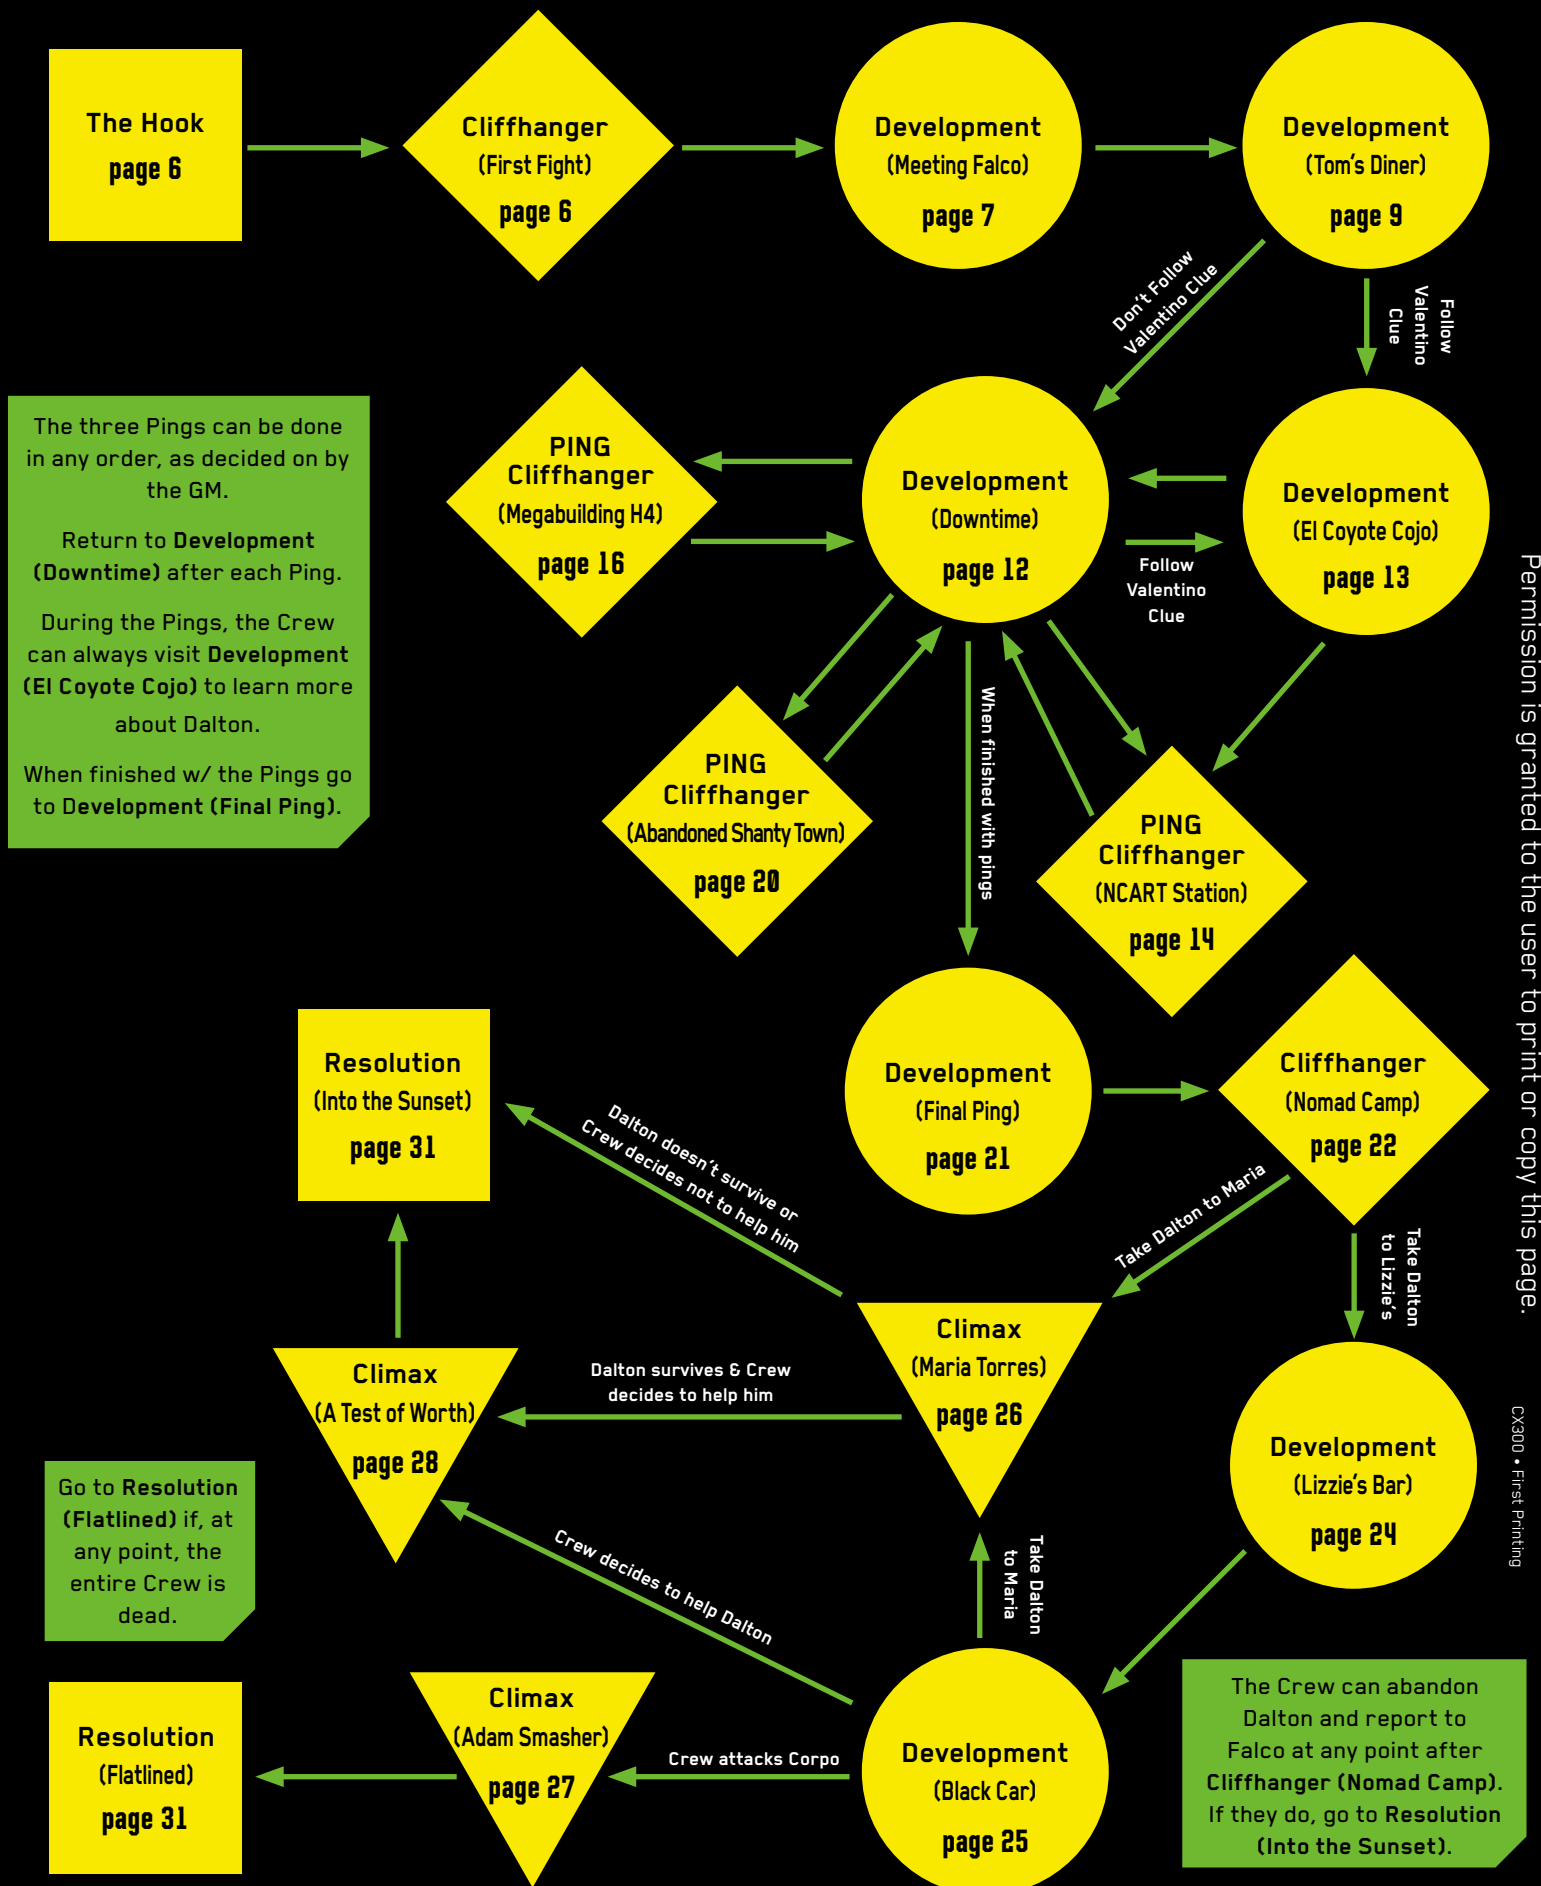 The Hook
page 6
Cliffhanger
(First Fight)
page 6
Development
(Meeting Falco)
page 7
Development
(Tom's Diner)
page 9
Don't Follow
Valentino Clue
Follow
Valentino
Clue
The three Pings can be done
in any order, as decided on by
the GM.
Return to Development
(Downtime) after each Ping.
During the Pings, the Crew
can always visit Development
(El Coyote Cojo) to learn more
about Dalton.
When finished w/ the Pings go
to Development (Final Ping).
PING
Cliffhanger
(Megabuilding H4)
page 16
Development
(Downtime)
page 12
Follow
Valentino
Clue
Development
(El Coyote Cojo)
page 13
PING
Cliffhanger
(Abandoned Shanty Town)
page 20
When finished with pings
PING
Cliffhanger
(NCART Station)
page 14
Development
(Final Ping)
page 21
Cliffhanger
(Nomad Camp)
page 22
Resolution
(Into the Sunset)
page 31
Dalton doesn't survive or
Crew decides not to help him
Take Dalton to Maria
Take Dalton
to Lizzie's
Climax
(Maria Torres)
page 26
Dalton survives & Crew
decides to help him
Climax
(A Test of Worth)
page 28
Development
(Lizzie's Bar)
page 24
Go to Resolution
(Flatlined) if, at
any point, the
entire Crew is
dead.
Crew decides to help Dalton
Take Dalton
to Maria
Resolution
(Flatlined)
page 31
Climax
(Adam Smasher)
page 27
Crew attacks Corpo
Development
(Black Car)
page 25
The Crew can abandon
Dalton and report to
Falco at any point after
Cliffhanger (Nomad Camp).
If they do, go to Resolution
(Into the Sunset).
Permission is granted to the user to print or copy this page.
CX300 • First Printing